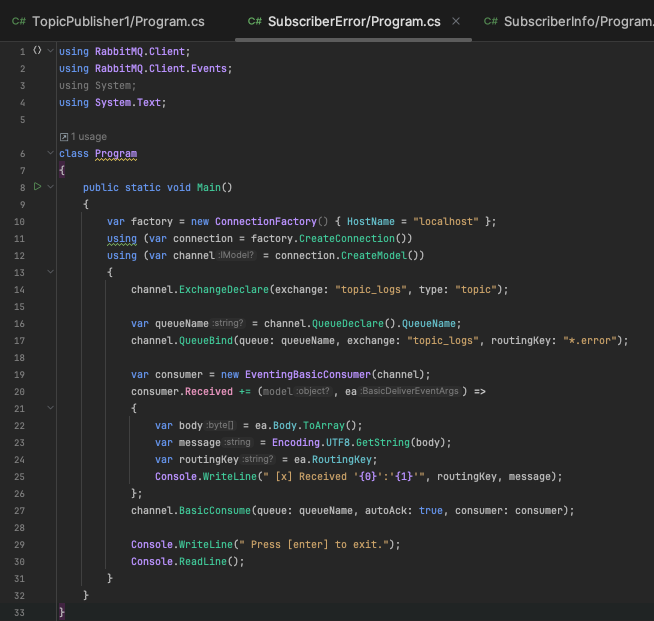 C# TopicPublisher1/Program.cs C# SubscriberError/Program.cs × C# SubscriberInfo/Program.
1 using RabbitMQ.Client;
2 using RabbitMQ.Client.Events;
3 using System;
4 using System.Text;
5
1 usage
6 class Program
7 {
8 public static void Main()
9 {
10 var factory = new ConnectionFactory() { HostName = "localhost" };
11 using (var connection = factory.CreateConnection())
12 using (var channel :IModel? = connection.CreateModel())
13 {
14 channel.ExchangeDeclare(exchange: "topic_logs", type: "topic");
15
16 var queueName :string? = channel.QueueDeclare().QueueName;
17 channel.QueueBind(queue: queueName, exchange: "topic_logs", routingKey: "*.error");
18
19 var consumer = new EventingBasicConsumer(channel);
20 consumer.Received += (model :object? , ea :BasicDeliverEventArgs ) =>
21 {
22 var body :byte[] = ea.Body.ToArray();
23 var message :string = Encoding.UTF8.GetString(body);
24 var routingKey :string? = ea.RoutingKey;
25 Console.WriteLine(" [x] Received '{0}':'{1}'", routingKey, message);
26 };
27 channel.BasicConsume(queue: queueName, autoAck: true, consumer: consumer);
28
29 Console.WriteLine(" Press [enter] to exit.");
30 Console.ReadLine();
31 }
32 }
33 }